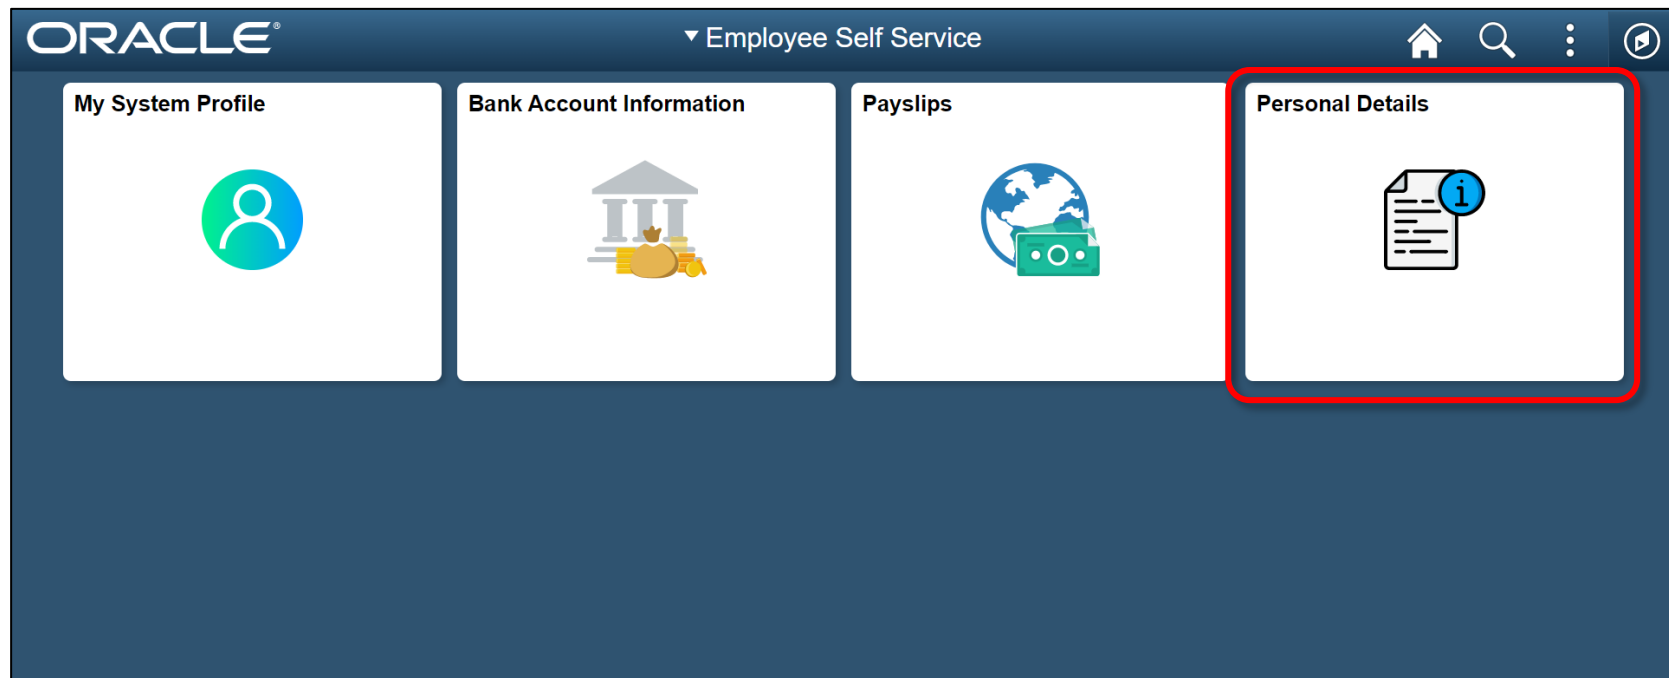 ORACLE®
Employee Self Service
My System Profile
Bank Account Information
Payslips
Personal Details
i